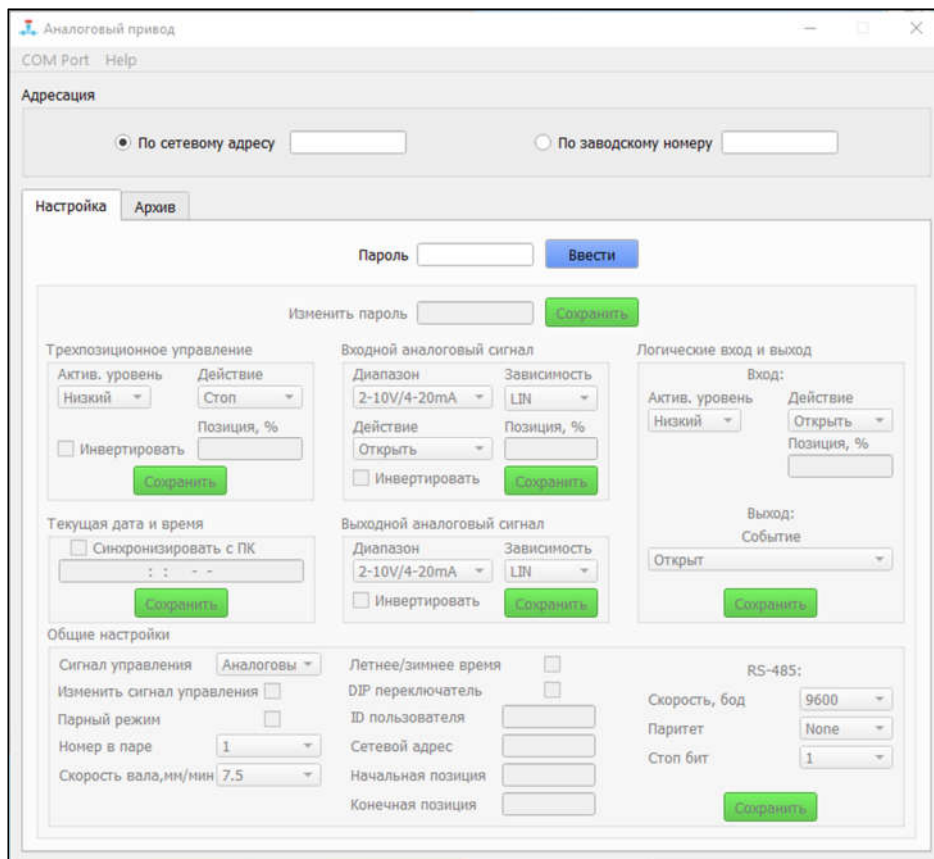 Аналоговый привод
COM Port Help
Адресация
По сетевому адресу
По заводскому номеру
Настройка Архив
Пароль Ввести
Изменить пароль Сохранить
Трехпозиционное управление
Актив. уровень Действие
Низкий Стоп
Позиция, %
Инвертировать
Сохранить
Входной аналоговый сигнал
Диапазон Зависимость
2-10V/4-20mA LIN
Действие Позиция, %
Открыть
Инвертировать Сохранить
Логические вход и выход
Вход:
Актив. уровень Действие
Низкий Открыть
Позиция, %
Выход:
Событие
Открыт
Сохранить
Текущая дата и время
Синхронизировать с ПК
: : - -
Сохранить
Выходной аналоговый сигнал
Диапазон Зависимость
2-10V/4-20mA LIN
Инвертировать Сохранить
Общие настройки
Сигнал управления Аналоговы
Изменить сигнал управления
Парный режим
Номер в паре 1
Скорость вала,мм/мин 7.5
Летнее/зимнее время
DIP переключатель
ID пользователя
Сетевой адрес
Начальная позиция
Конечная позиция
RS-485:
Скорость, бод 9600
Паритет None
Стоп бит 1
Сохранить